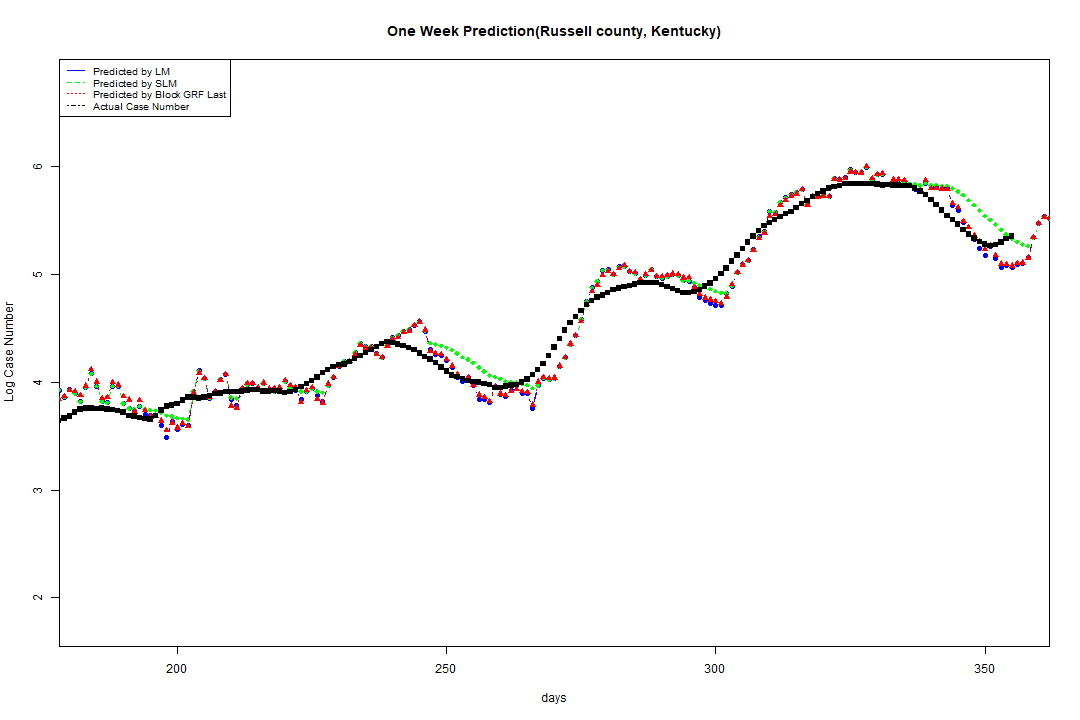 One Week Prediction(Russell county, Kentucky)
Predicted by LM
Predicted by SLM
Predicted by Block GRF Last
Actual Case Number
6
5
4
3
2
Log Case Number
200 250 300 350
days